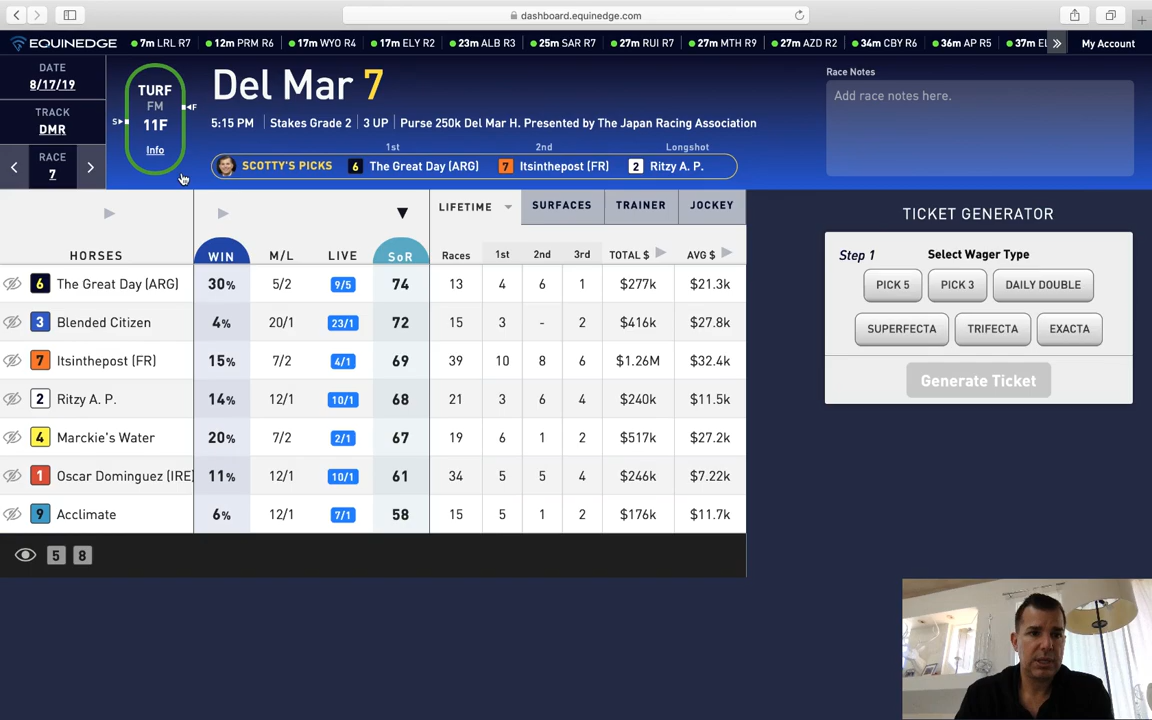 dashboard.equinedge.com
EQUINEDGE 7m LRL R7 12m PRM R6 17m WYO R4 17m ELY R2 23m ALB R3 25m SAR R7 27m RUI R7 27m MTH R9 27m AZD R2 34m CBY R6 36m AP R5 37m EL My Account
DATE
8/17/19
TRACK
DMR
RACE
7
TURF
FM
11F
Info
S
F
Del Mar 7
5:15 PM | Stakes Grade 2 | 3 UP | Purse 250k Del Mar H. Presented by The Japan Racing Association
1st 2nd Longshot
SCOTTY'S PICKS 6 The Great Day (ARG) 7 Itsinthepost (FR) 2 Ritzy A. P.
Race Notes
Add race notes here.
LIFETIME SURFACES TRAINER JOCKEY
HORSES WIN M/L LIVE SoR Races 1st 2nd 3rd TOTAL $ AVG $
6 The Great Day (ARG) 30% 5/2 9/5 74 13 4 6 1 $277k $21.3k
3 Blended Citizen 4% 20/1 23/1 72 15 3 - 2 $416k $27.8k
7 Itsinthepost (FR) 15% 7/2 4/1 69 39 10 8 6 $1.26M $32.4k
2 Ritzy A. P. 14% 12/1 10/1 68 21 3 6 4 $240k $11.5k
4 Marckie's Water 20% 7/2 2/1 67 19 6 1 2 $517k $27.2k
1 Oscar Dominguez (IRE) 11% 12/1 10/1 61 34 5 5 4 $246k $7.22k
9 Acclimate 6% 12/1 7/1 58 15 5 1 2 $176k $11.7k
5 8
TICKET GENERATOR
Step 1 Select Wager Type
PICK 5 PICK 3 DAILY DOUBLE
SUPERFECTA TRIFECTA EXACTA
Generate Ticket